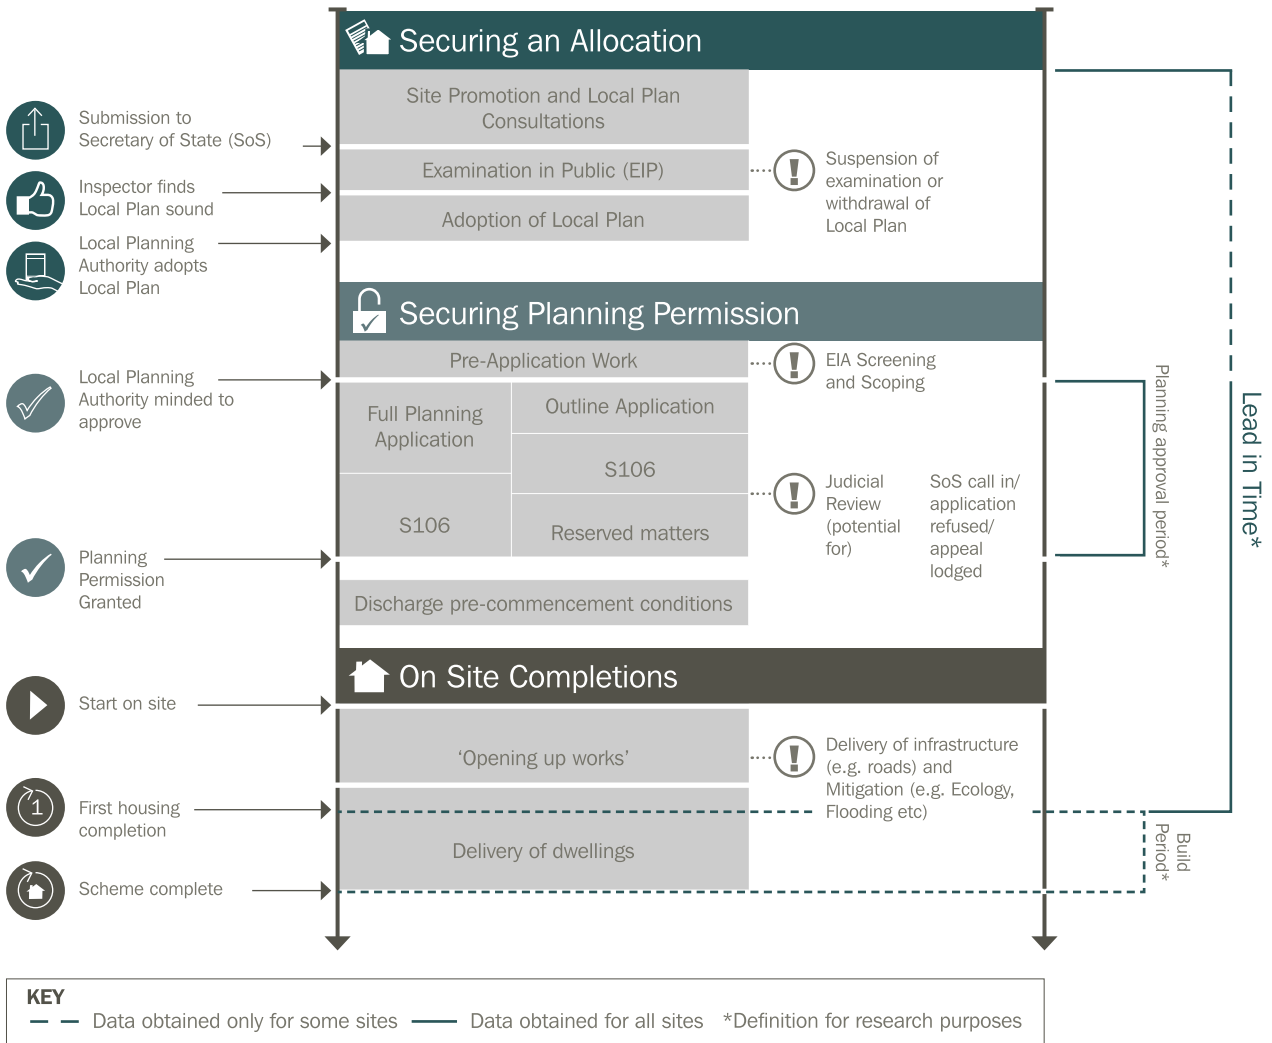 Securing an Allocation
Site Promotion and Local Plan
Consultations
Submission to
Secretary of State (SoS)
Examination in Public (EIP)
Suspension of
examination or
withdrawal of
Local Plan
Inspector finds
Local Plan sound
Adoption of Local Plan
Local Planning
Authority adopts
Local Plan
Securing Planning Permission
Pre-Application Work
EIA Screening
and Scoping
Local Planning
Authority minded to
approve
Full Planning
Application
Outline Application
S106
S106
Reserved matters
Judicial
Review
(potential
for)
SoS call in/
application
refused/
appeal
lodged
Planning approval period*
Lead in Time*
Planning
Permission
Granted
Discharge pre-commencement conditions
On Site Completions
Start on site
‘Opening up works’
Delivery of infrastructure
(e.g. roads) and
Mitigation (e.g. Ecology,
Flooding etc)
1
First housing
completion
Delivery of dwellings
Build
Period*
Scheme complete
KEY
Data obtained only for some sites
Data obtained for all sites
*Definition for research purposes